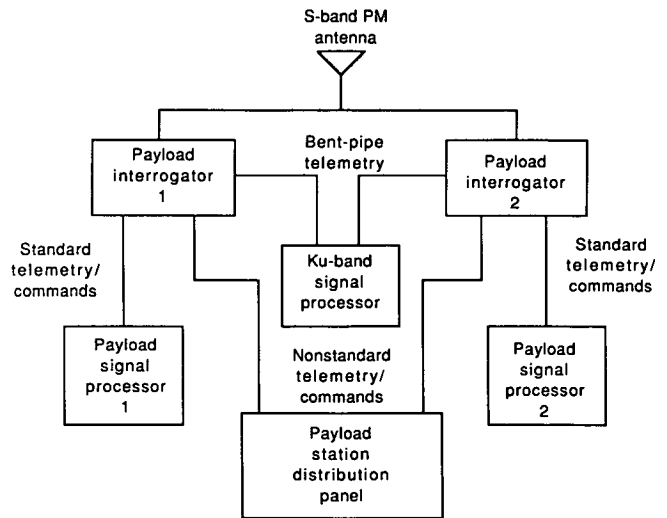 S-band PM
antenna
Bent-pipe
telemetry
Payload
interrogator
1
Payload
interrogator
2
Standard
telemetry/
commands
Ku-band
signal
processor
Standard
telemetry/
commands
Payload
signal
processor
1
Nonstandard
telemetry/
commands
Payload
signal
processor
2
Payload
station
distribution
panel